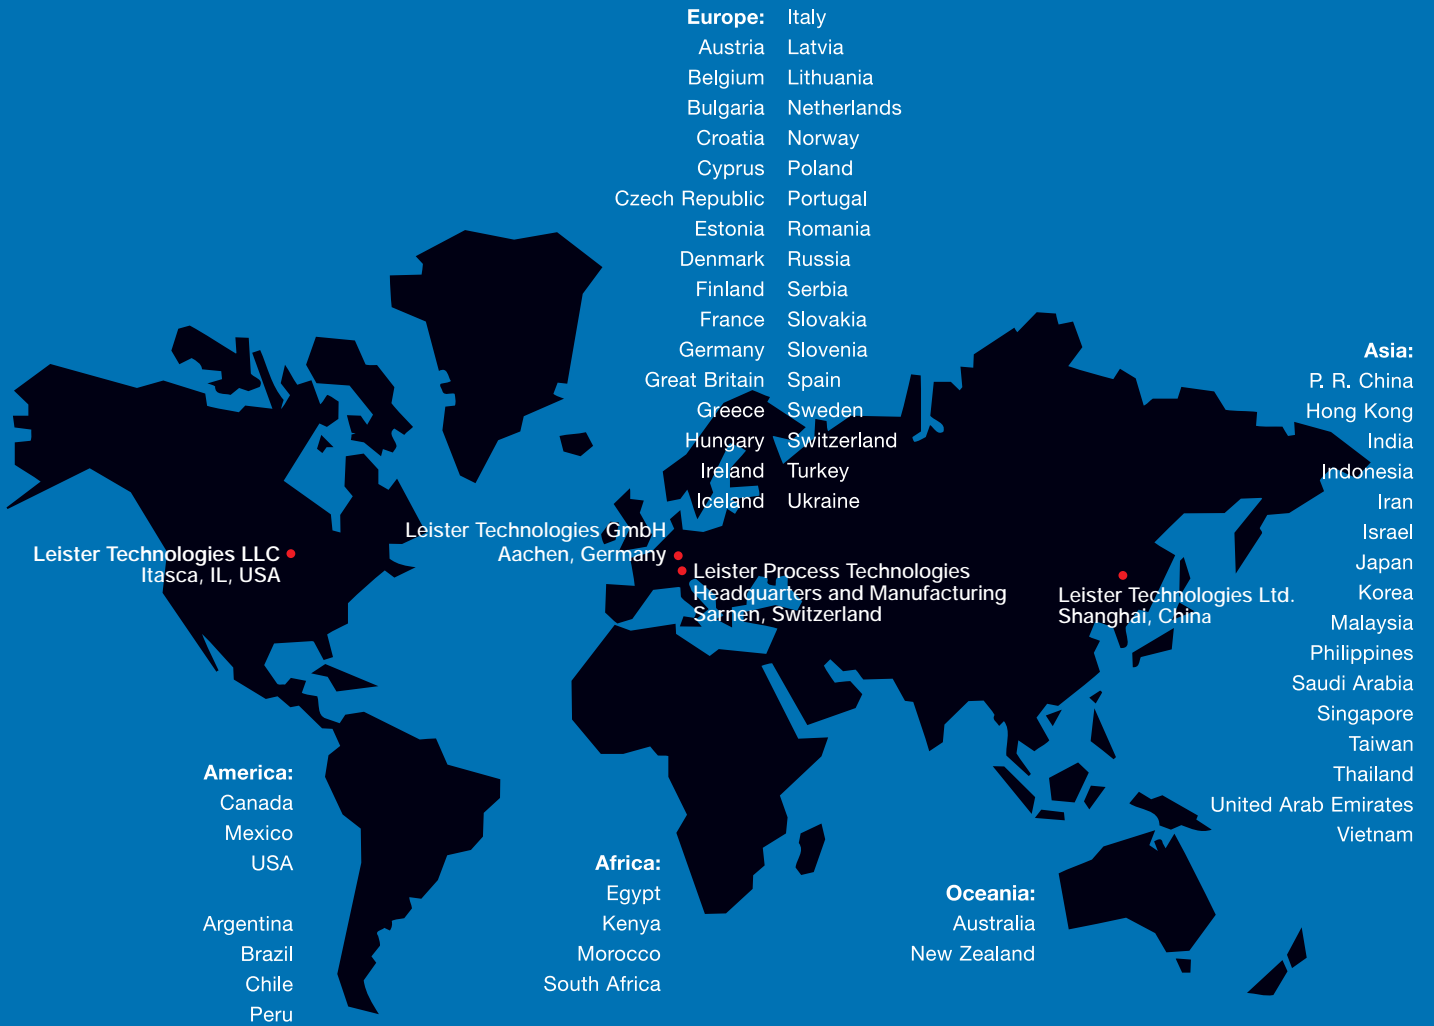 Europe:
Austria
Belgium
Bulgaria
Croatia
Cyprus
Czech Republic
Estonia
Denmark
Finland
France
Germany
Great Britain
Greece
Hungary
Ireland
Iceland
Italy
Latvia
Lithuania
Netherlands
Norway
Poland
Portugal
Romania
Russia
Serbia
Slovakia
Slovenia
Spain
Sweden
Switzerland
Turkey
Ukraine
Asia:
P. R. China
Hong Kong
India
Indonesia
Iran
Israel
Japan
Korea
Malaysia
Philippines
Saudi Arabia
Singapore
Taiwan
Thailand
United Arab Emirates
Vietnam
Leister Technologies LLC
Itasca, IL, USA
Leister Technologies GmbH
Aachen, Germany
Leister Process Technologies
Headquarters and Manufacturing
Sarnen, Switzerland
Leister Technologies Ltd.
Shanghai, China
America:
Canada
Mexico
USA
Argentina
Brazil
Chile
Peru
Africa:
Egypt
Kenya
Morocco
South Africa
Oceania:
Australia
New Zealand